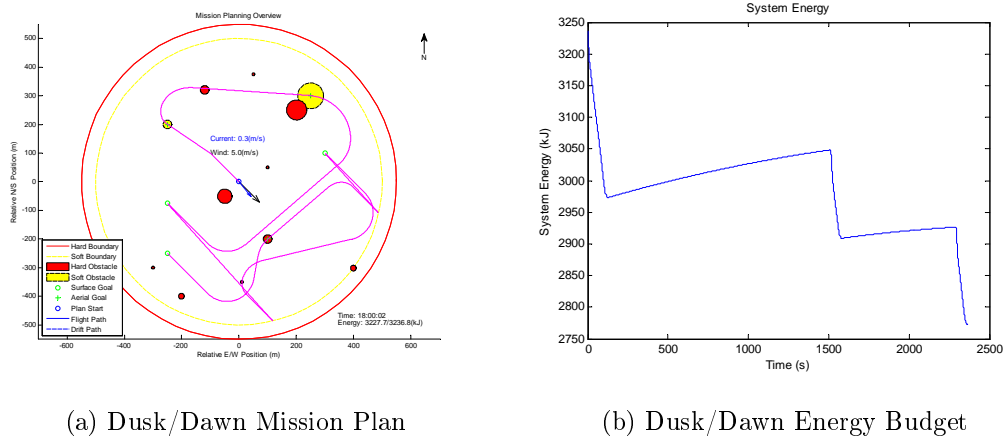 Mission Planning Overview
550
500
400
300
200
100
0
-100
-200
-300
-400
-500
-550
Relative N/S Position (m)
N
Current: 0.3(m/s)
Wind: 5.0(m/s)
Hard Boundary
Soft Boundary
Hard Obstacle
Soft Obstacle
Surface Goal
Aerial Goal
Plan Start
Flight Path
Drift Path
Time: 18:00:02
Energy: 3227.7/3236.8(kJ)
-600 -400 -200 0 200 400 600
Relative E/W Position (m)
System Energy
3250
3200
3150
3100
3050
3000
2950
2900
2850
2800
2750
System Energy (kJ)
0 500 1000 1500 2000 2500
Time (s)
(a) Dusk/Dawn Mission Plan
(b) Dusk/Dawn Energy Budget